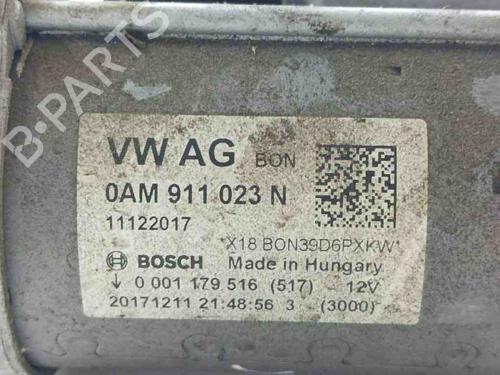 B-PARTS
VW AG BON
0AM 911 023 N
11122017
*X18 BON39D6PXKW*
BOSCH Made in Hungary
0 001 179 516 (517) 12V
20171211 21:48:56 3 (3000)